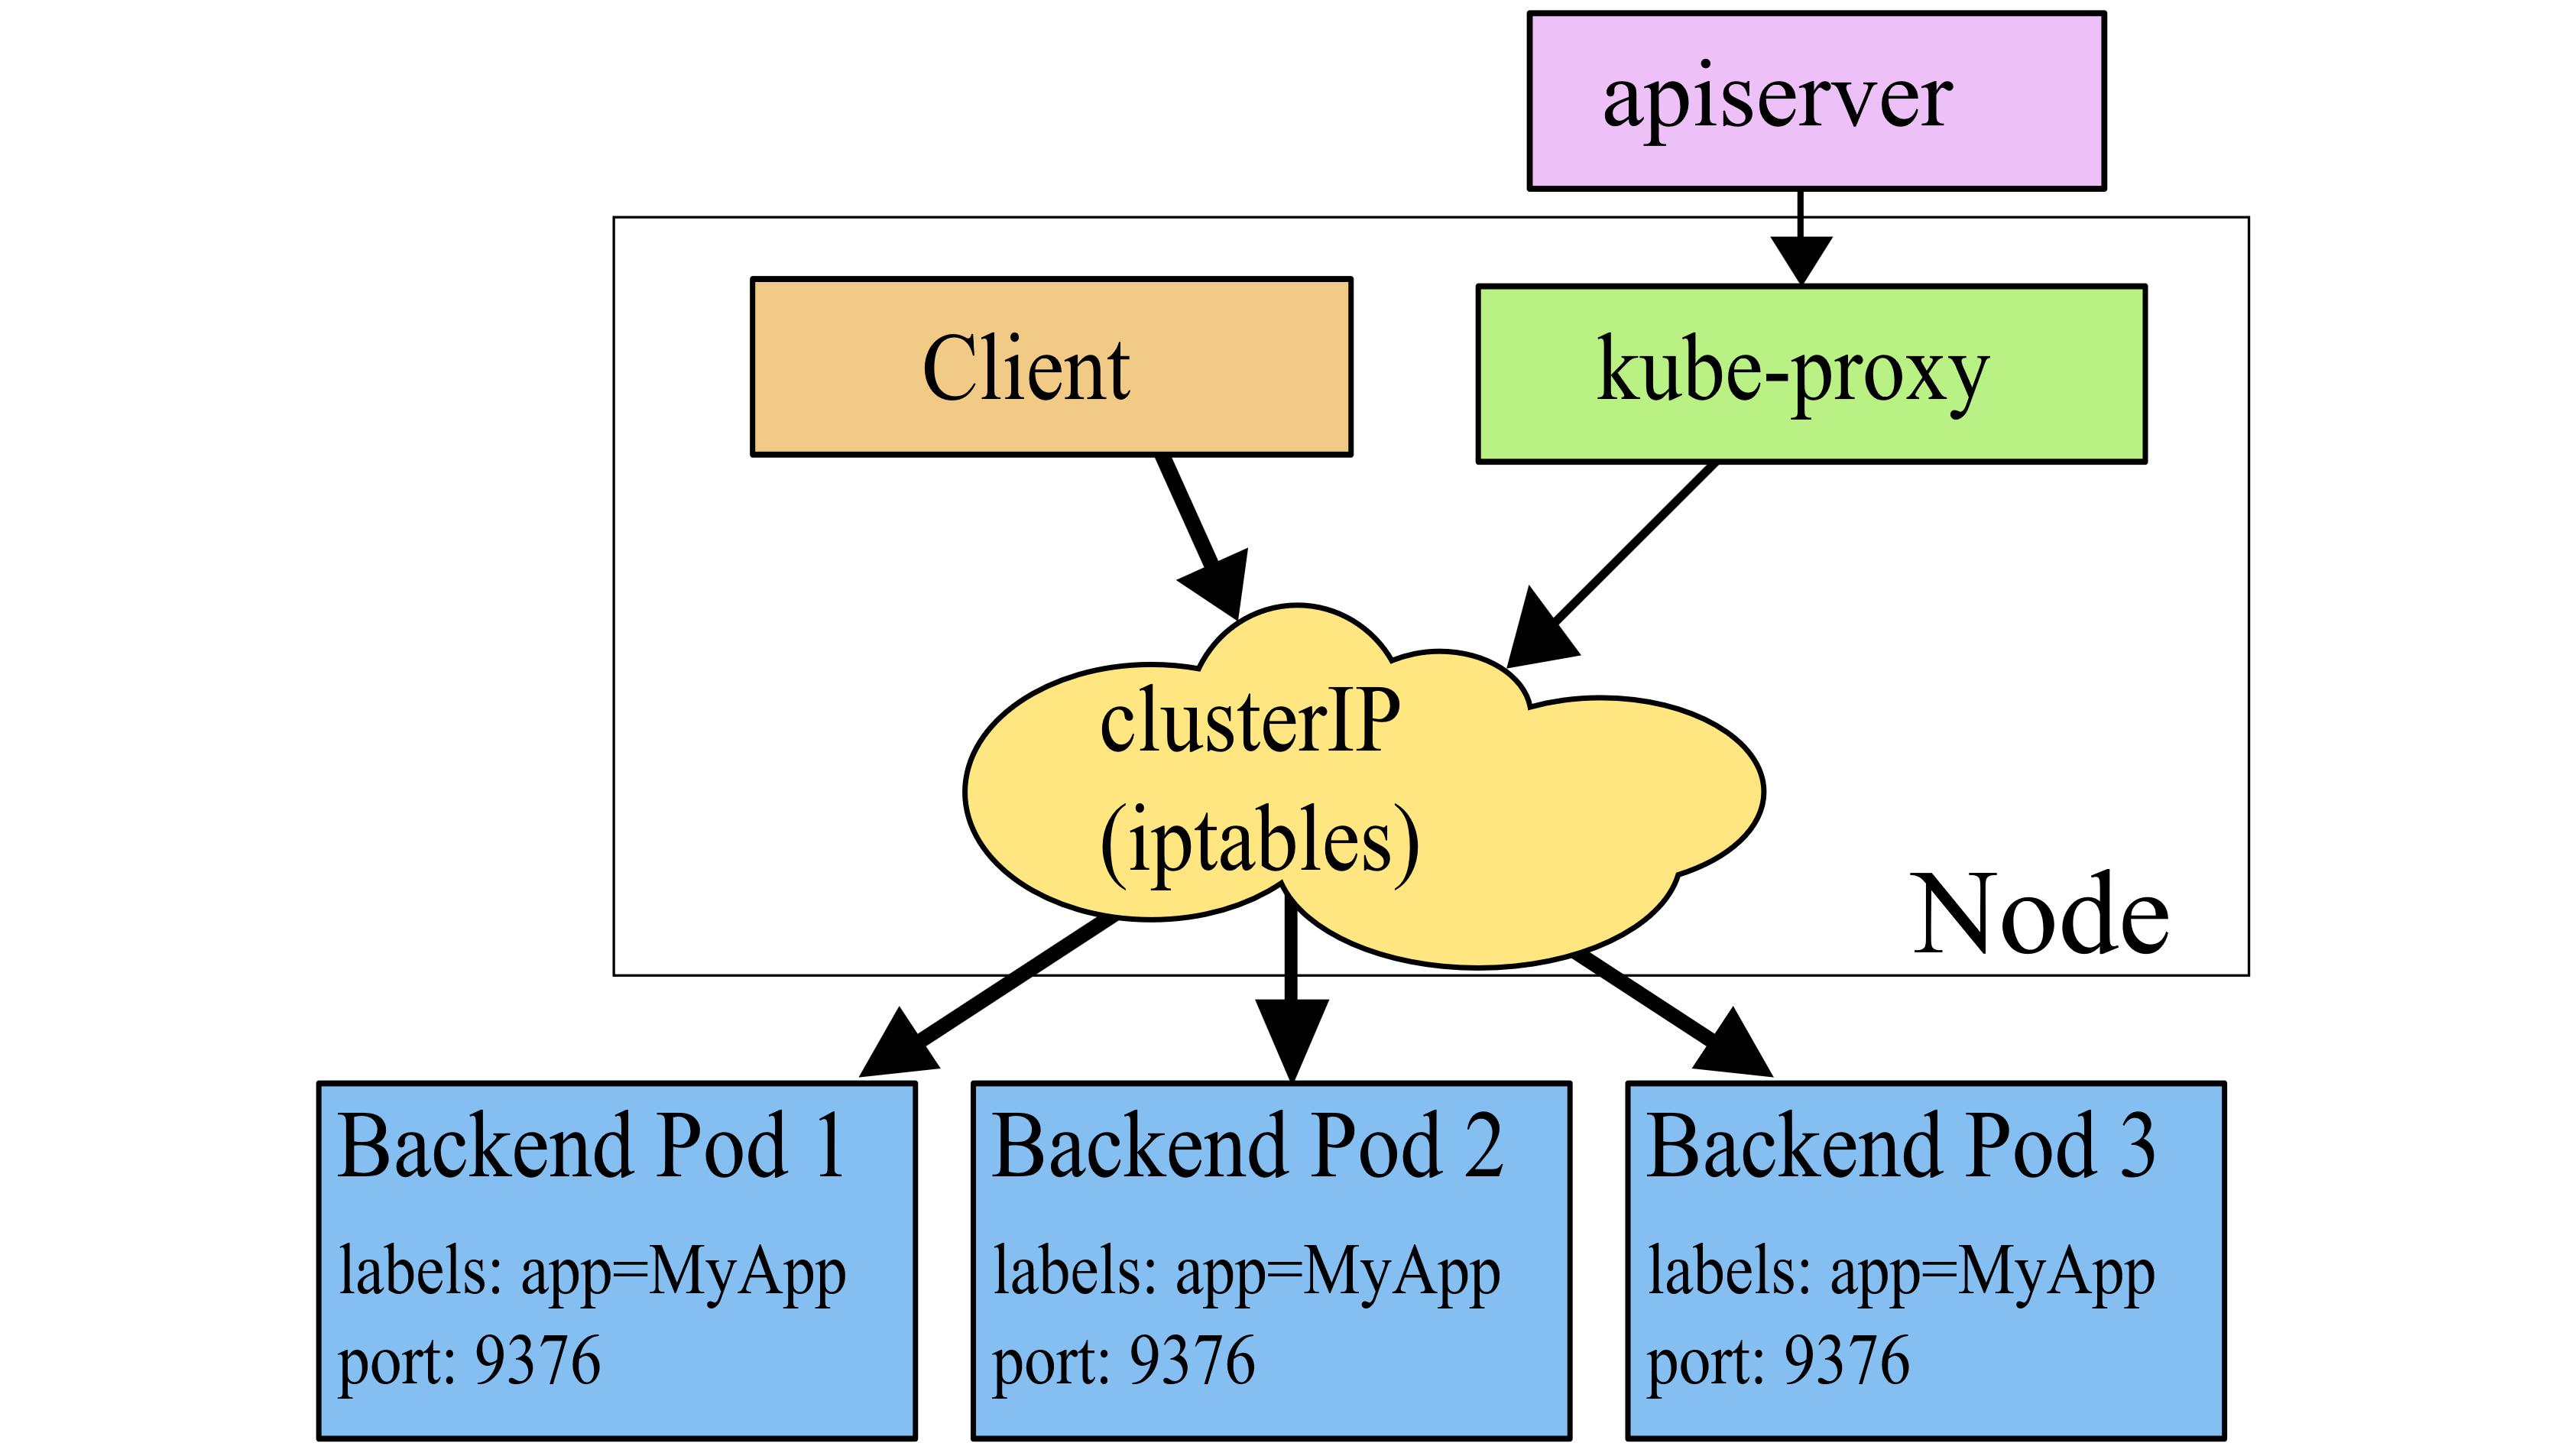 apiserver
Client
kube-proxy
clusterIP
(iptables)
Node
Backend Pod 1
labels: app=MyApp
port: 9376
Backend Pod 2
labels: app=MyApp
port: 9376
Backend Pod 3
labels: app=MyApp
port: 9376